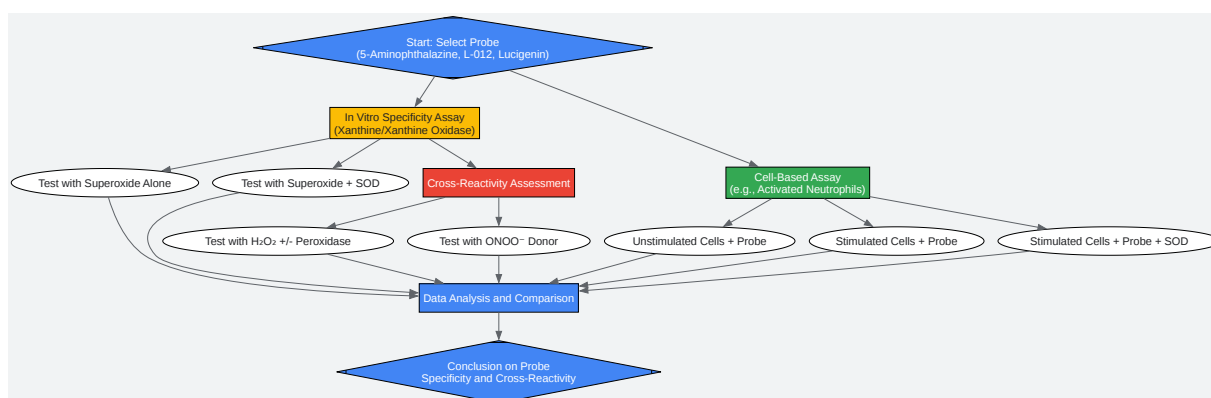 Start: Select Probe
(5-Aminophthalazine, L-012, Lucigenin)
In Vitro Specificity Assay
(Xanthine/Xanthine Oxidase)
Test with Superoxide Alone
Test with Superoxide + SOD
Cross-Reactivity Assessment
Cell-Based Assay
(e.g., Activated Neutrophils)
Test with H₂O₂ +/- Peroxidase
Test with ONOO⁻ Donor
Unstimulated Cells + Probe
Stimulated Cells + Probe
Stimulated Cells + Probe + SOD
Data Analysis and Comparison
Conclusion on Probe
Specificity and Cross-Reactivity